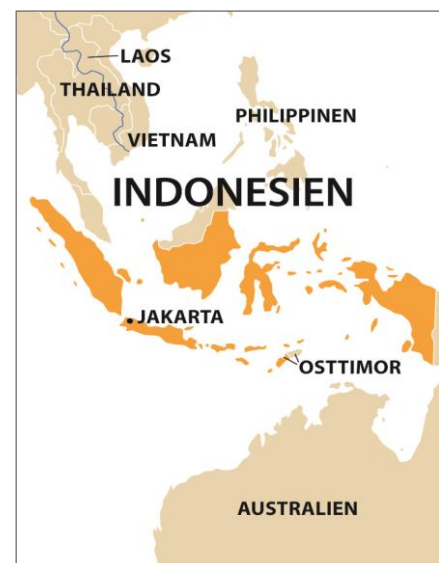 LAOS
THAILAND
PHILIPPINEN
VIETNAM
INDONESIEN
JAKARTA
OSTTIMOR
AUSTRALIEN